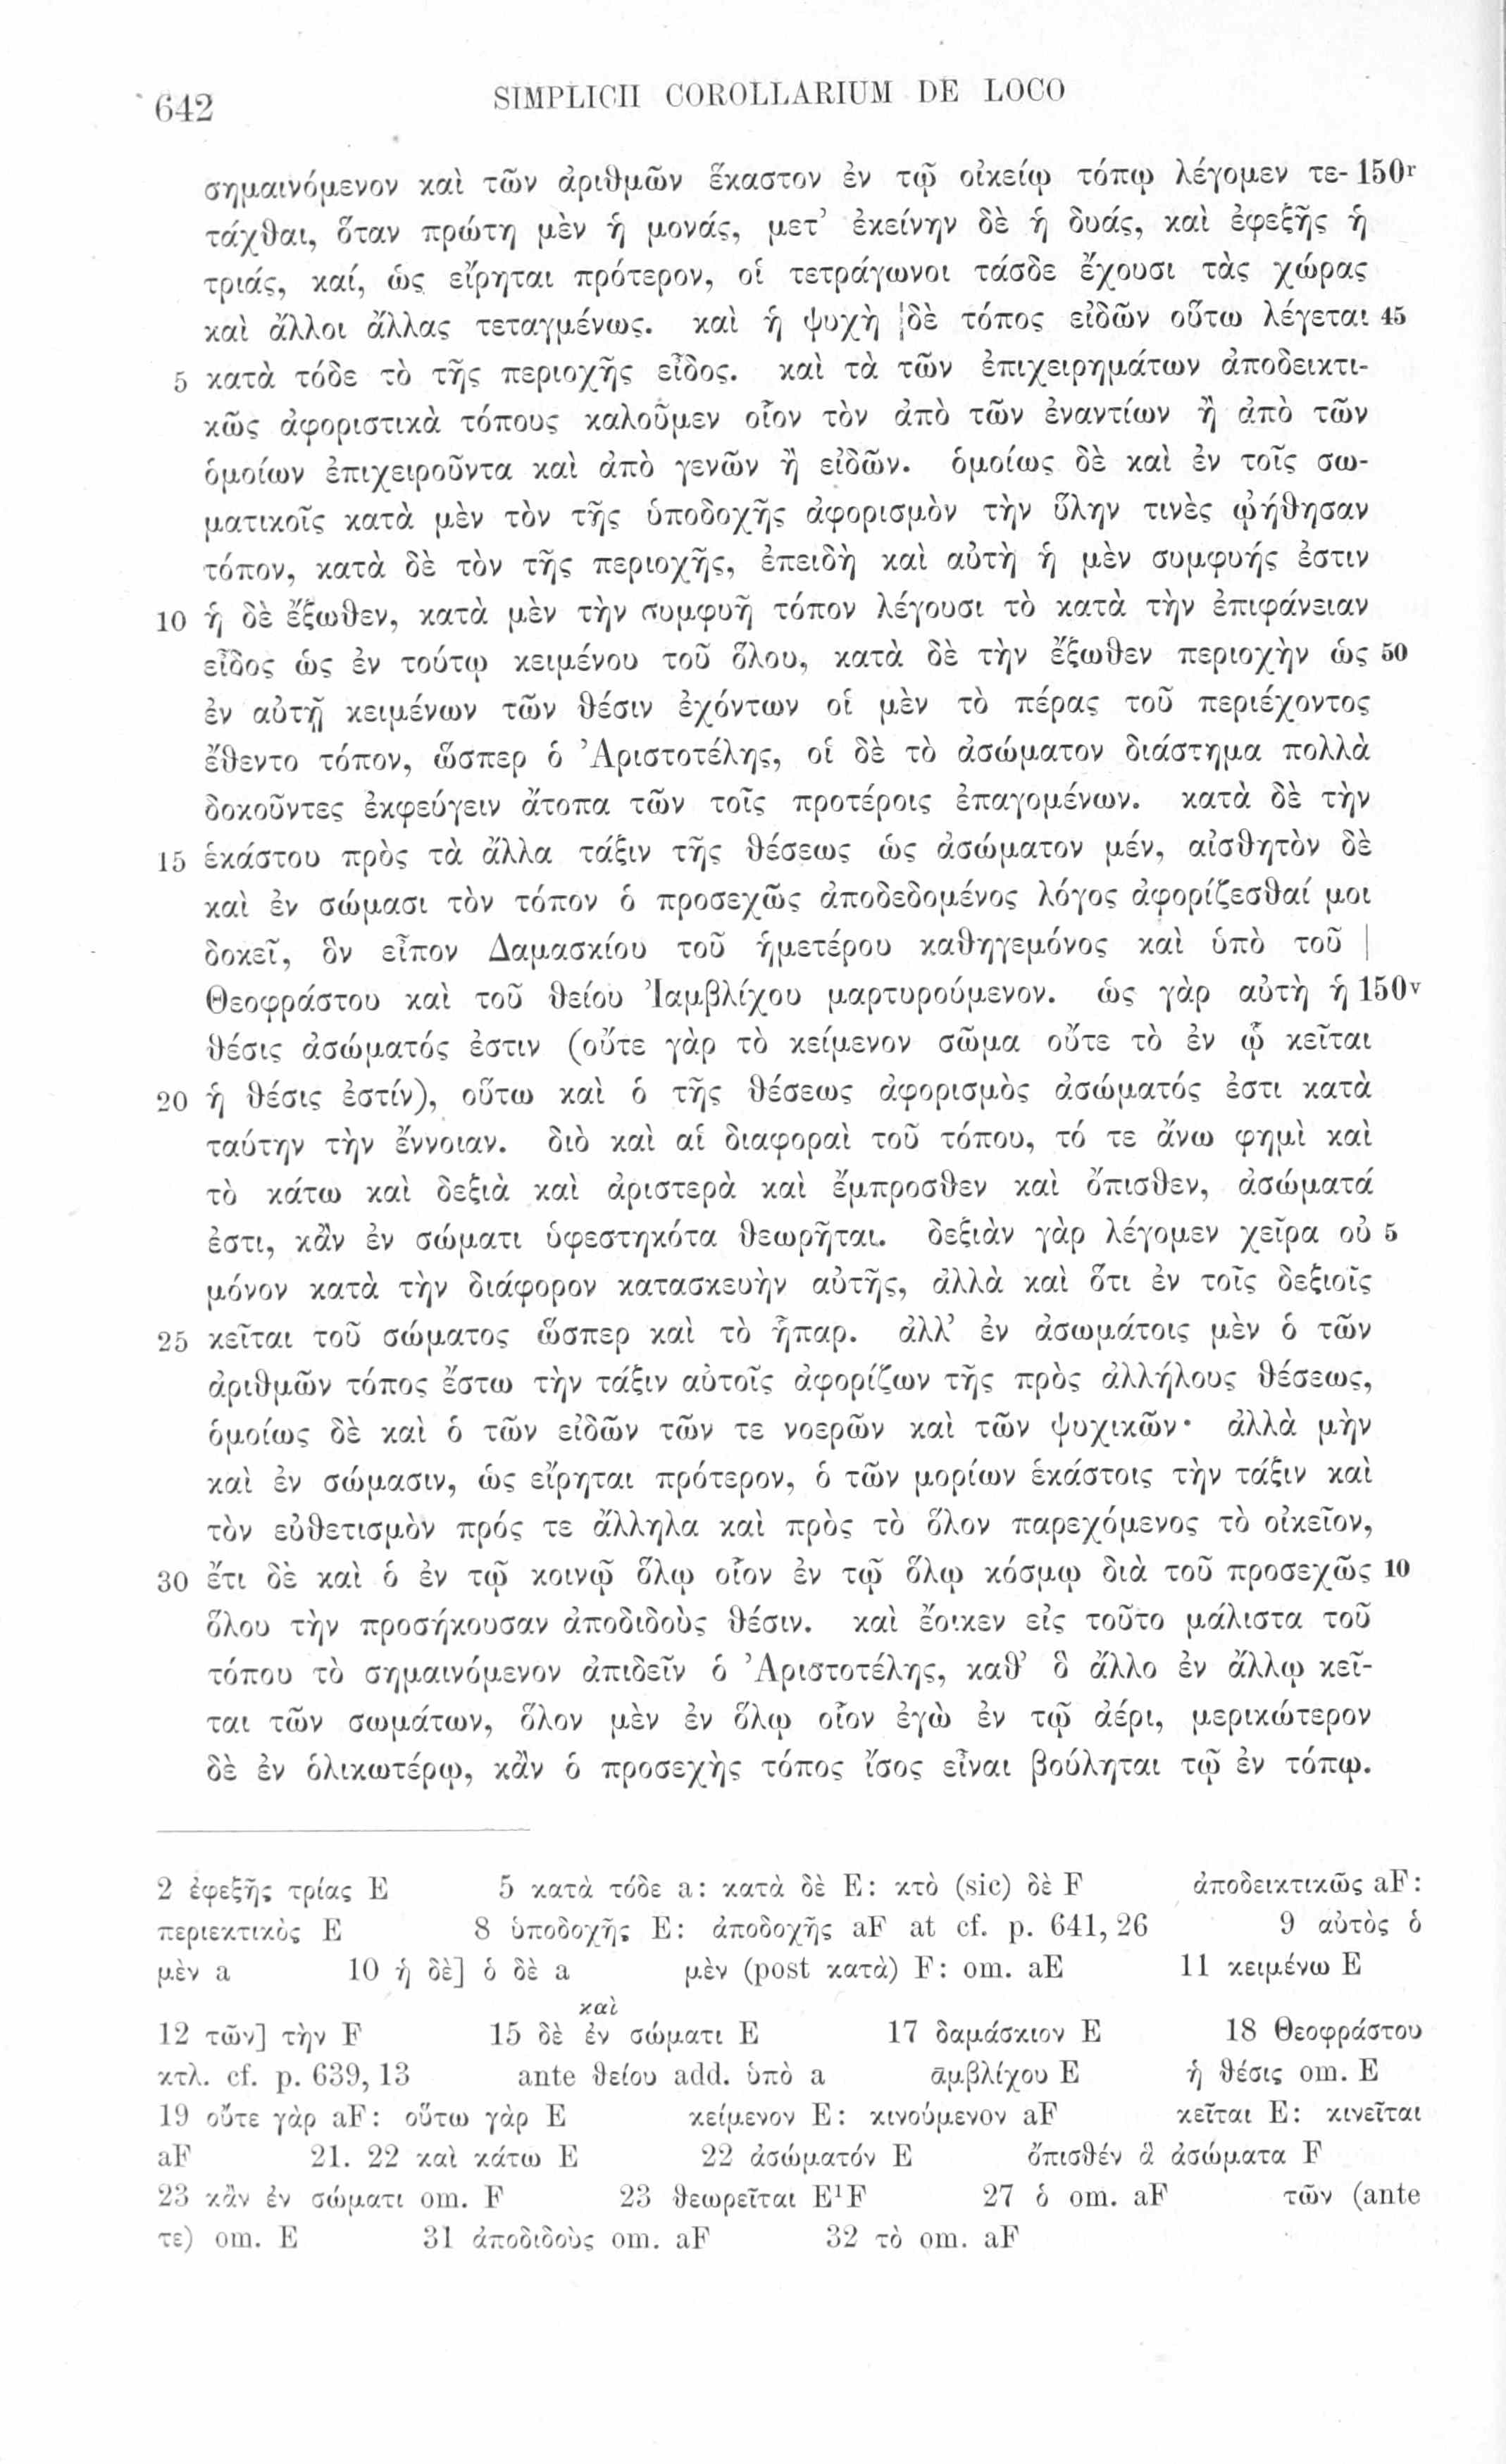 642 SIMPLICII COROLLARIUM DE LOCO
σημαινόμενον καὶ τῶν ἀριθμῶν ἕκαστον ἐν τῷ οἰκείῳ τόπῳ λέγομεν τε- 150r
τάχθαι, ὅταν πρώτη μὲν ἡ μονάς, μετ’ ἐκείνην δὲ ἡ δυάς, καὶ ἐφεξῆς ἡ
τριάς, καί, ὡς εἴρηται πρότερον, οἱ τετράγωνοι τάσδε ἔχουσι τὰς χώρας
καὶ ἄλλοι ἄλλας τεταγμένως. καὶ ἡ ψυχὴ |δὲ τόπος εἰδῶν οὕτω λέγεται 45
5 κατὰ τόδε τὸ τῆς περιοχῆς εἶδος. καὶ τὰ τῶν ἐπιχειρημάτων ἀποδεικτι-
κῶς ἀφοριστικὰ τόπους καλοῦμεν οἷον τὸν ἀπὸ τῶν ἐναντίων ἢ ἀπὸ τῶν
ὁμοίων ἐπιχειροῦντα καὶ ἀπὸ γενῶν ἢ εἰδῶν. ὁμοίως δὲ καὶ ἐν τοῖς σω-
ματικοῖς κατὰ μὲν τὸν τῆς ὑποδοχῆς ἀφορισμὸν τὴν ὕλην τινὲς ᾠήθησαν
τόπον, κατὰ δὲ τὸν τῆς περιοχῆς, ἐπειδὴ καὶ αὐτὴ ἡ μὲν συμφυής ἐστιν
10 ἡ δὲ ἔξωθεν, κατὰ μὲν τὴν συμφυῆ τόπον λέγουσι τὸ κατὰ τὴν ἐπιφάνειαν
εἶδος ὡς ἐν τούτῳ κειμένου τοῦ ὅλου, κατὰ δὲ τὴν ἔξωθεν περιοχὴν ὡς 50
ἐν αὐτῇ κειμένων τῶν θέσιν ἐχόντων οἱ μὲν τὸ πέρας τοῦ περιέχοντος
ἔθεντο τόπον, ὥσπερ ὁ Ἀριστοτέλης, οἱ δὲ τὸ ἀσώματον διάστημα πολλὰ
δοκοῦντες ἐκφεύγειν ἄτοπα τῶν τοῖς προτέροις ἐπαγομένων. κατὰ δὲ τὴν
15 ἑκάστου πρὸς τὰ ἄλλα τάξιν τῆς θέσεως ὡς ἀσώματον μέν, αἰσθητὸν δὲ
καὶ ἐν σώμασι τὸν τόπον ὁ προσεχῶς ἀποδεδομένος λόγος ἀφορίζεσθαί μοι
δοκεῖ, ὃν εἶπον Δαμασκίου τοῦ ἡμετέρου καθηγεμόνος καὶ ὑπὸ τοῦ |
Θεοφράστου καὶ τοῦ θείου Ἰαμβλίχου μαρτυρούμενον. ὡς γὰρ αὐτὴ ἡ 150v
θέσις ἀσώματός ἐστιν (οὔτε γὰρ τὸ κείμενον σῶμα οὔτε τὸ ἐν ᾧ κεῖται
20 ἡ θέσις ἐστίν), οὕτω καὶ ὁ τῆς θέσεως ἀφορισμὸς ἀσώματός ἐστι κατὰ
ταύτην τὴν ἔννοιαν. διὸ καὶ αἱ διαφοραὶ τοῦ τόπου, τό τε ἄνω φημὶ καὶ
τὸ κάτω καὶ δεξιὰ καὶ ἀριστερὰ καὶ ἔμπροσθεν καὶ ὄπισθεν, ἀσώματά
ἐστι, κἂν ἐν σώματι ὑφεστηκότα θεωρῆται. δεξιὰν γὰρ λέγομεν χεῖρα οὐ 5
μόνον κατὰ τὴν διάφορον κατασκευὴν αὐτῆς, ἀλλὰ καὶ ὅτι ἐν τοῖς δεξιοῖς
25 κεῖται τοῦ σώματος ὥσπερ καὶ τὸ ἧπαρ. ἀλλ’ ἐν ἀσωμάτοις μὲν ὁ τῶν
ἀριθμῶν τόπος ἔστω τὴν τάξιν αὐτοῖς ἀφορίζων τῆς πρὸς ἀλλήλους θέσεως,
ὁμοίως δὲ καὶ ὁ τῶν εἰδῶν τῶν τε νοερῶν καὶ τῶν ψυχικῶν· ἀλλὰ μὴν
καὶ ἐν σώμασιν, ὡς εἴρηται πρότερον, ὁ τῶν μορίων ἑκάστοις τὴν τάξιν καὶ
τὸν εὐθετισμὸν πρός τε ἄλληλα καὶ πρὸς τὸ ὅλον παρεχόμενος τὸ οἰκεῖον,
30 ἔτι δὲ καὶ ὁ ἐν τῷ κοινῷ ὅλῳ οἷον ἐν τῷ ὅλῳ κόσμῳ διὰ τοῦ προσεχῶς 10
ὅλου τὴν προσήκουσαν ἀποδιδοὺς θέσιν. καὶ ἔοικεν εἰς τοῦτο μάλιστα τοῦ
τόπου τὸ σημαινόμενον ἀπιδεῖν ὁ Ἀριστοτέλης, καθ’ ὃ ἄλλο ἐν ἄλλῳ κεῖ-
ται τῶν σωμάτων, ὅλον μὲν ἐν ὅλῳ οἷον ἐγὼ ἐν τῷ ἀέρι, μερικώτερον
δὲ ἐν ὁλικωτέρῳ, κἂν ὁ προσεχὴς τόπος ἴσος εἶναι βούληται τῷ ἐν τόπῳ.
2 ἐφεξῆς τρίας E 5 κατὰ τόδε a: κατὰ δὲ E: κτὸ (sic) δὲ F ἀποδεικτικῶς aF:
περιεκτικὸς E 8 ὑποδοχῆς E: ἀποδοχῆς aF at cf. p. 641, 26 9 αὐτὸς ὁ
μὲν a 10 ἡ δὲ] ὁ δὲ a μὲν (post κατὰ) F: om. aE 11 κειμένω E
καὶ
12 τῶν] τὴν F 15 δὲ ἐν σώματι E 17 δαμάσκιον E 18 Θεοφράστου
κτλ. cf. p. 639, 13 ante θείου add. ὑπὸ a ᾱμβλίχου E ἡ θέσις om. E
19 οὔτε γὰρ aF: οὕτω γὰρ E κείμενον E: κινούμενον aF κεῖται E: κινεῖται
aF 21. 22 καὶ κάτω E 22 ἀσώματόν E ὄπισθέν ἃ ἀσώματα F
23 κἂν ἐν σώματι om. F 23 θεωρεῖται E¹F 27 ὁ om. aF τῶν (ante
τε) om. E 31 ἀποδιδοὺς om. aF 32 τὸ om. aF